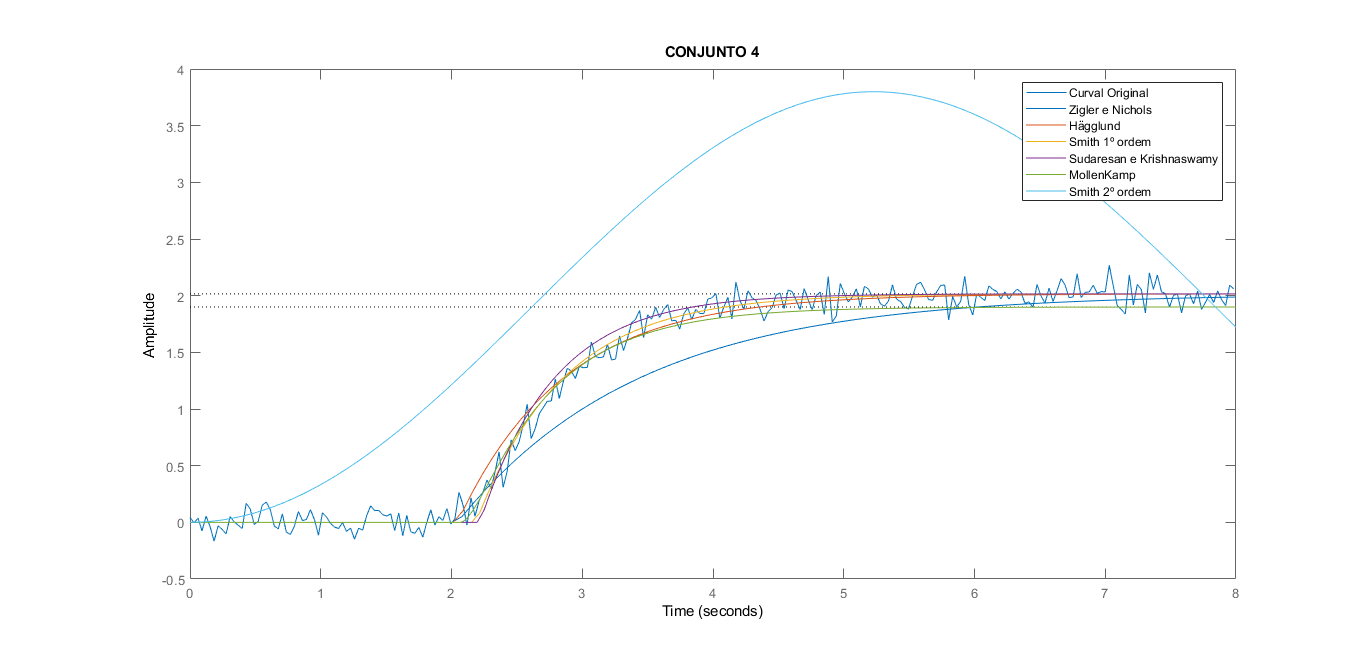 CONJUNTO 4
4
3.5
3
2.5
2
1.5
1
0.5
0
-0.5
Amplitude
Curval Original
Zigler e Nichols
Hägglund
Smith 1º ordem
Sudaresan e Krishnaswamy
MollenKamp
Smith 2º ordem
0 1 2 3 4 5 6 7 8
Time (seconds)